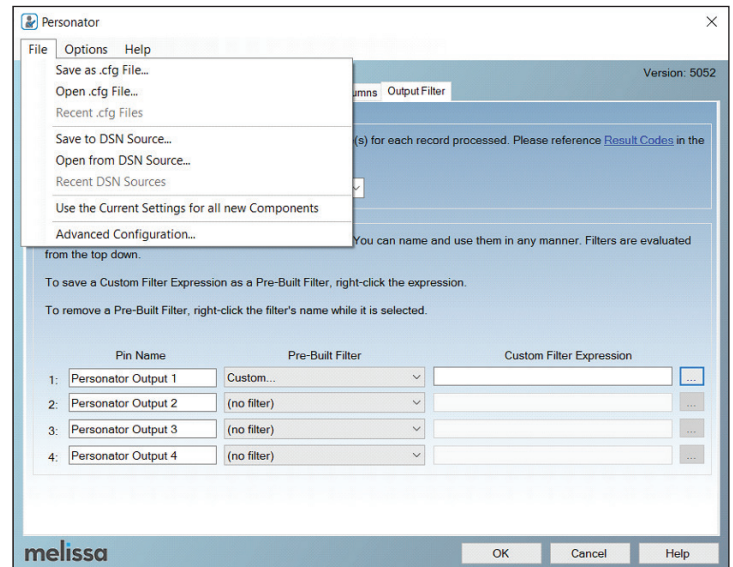 Personator
File Options Help
Version: 5052
Save as .cfg File...
Open .cfg File...
Recent .cfg Files
Save to DSN Source...
Open from DSN Source...
Recent DSN Sources
Use the Current Settings for all new Components
Advanced Configuration...
umns Output Filter
(s) for each record processed. Please reference Result Codes in the
You can name and use them in any manner. Filters are evaluated
from the top down.
To save a Custom Filter Expression as a Pre-Built Filter, right-click the expression.
To remove a Pre-Built Filter, right-click the filter's name while it is selected.
Pin Name Pre-Built Filter Custom Filter Expression
1: Personator Output 1 Custom... ...
2: Personator Output 2 (no filter) ...
3: Personator Output 3 (no filter) ...
4: Personator Output 4 (no filter) ...
melissa OK Cancel Help